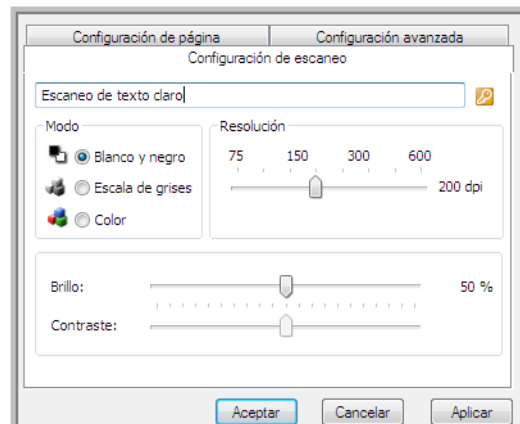 Configuración de página
Configuración avanzada
Configuración de escaneo
Escaneo de texto claro
Modo
Blanco y negro
Escala de grises
Color
Resolución
75 150 300 600
200 dpi
Brillo: 50 %
Contraste:
Aceptar Cancelar Aplicar